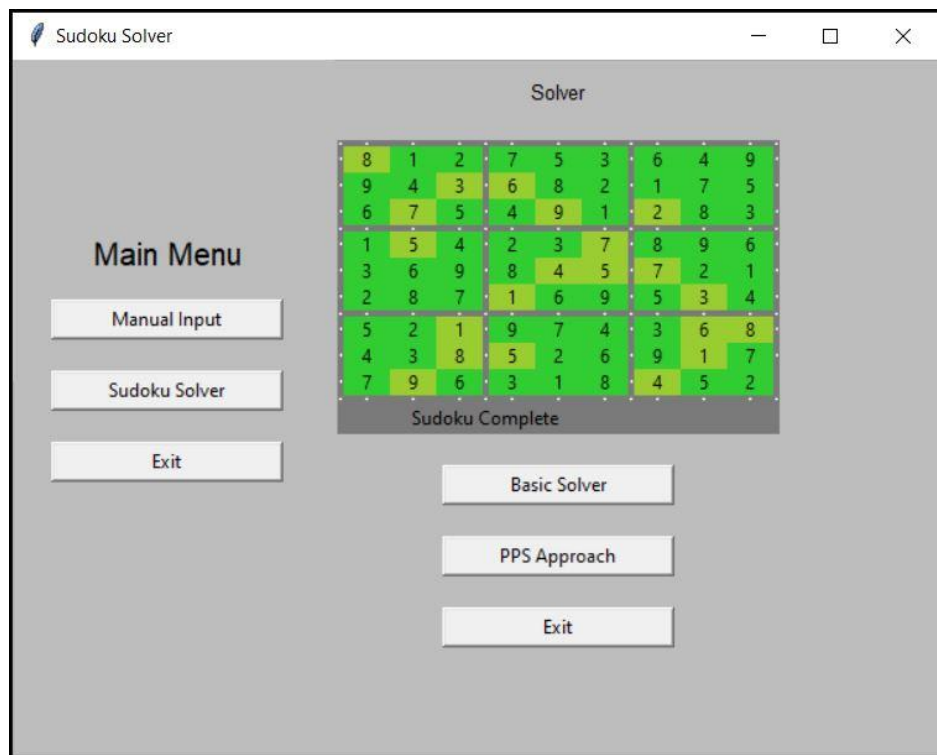 Sudoku Solver
Solver
8 1 2 7 5 3 6 4 9
9 4 3 6 8 2 1 7 5
6 7 5 4 9 1 2 8 3
1 5 4 2 3 7 8 9 6
3 6 9 8 4 5 7 2 1
2 8 7 1 6 9 5 3 4
5 2 1 9 7 4 3 6 8
4 3 8 5 2 6 9 1 7
7 9 6 3 1 8 4 5 2
Sudoku Complete
Main Menu
Manual Input
Sudoku Solver
Exit
Basic Solver
PPS Approach
Exit